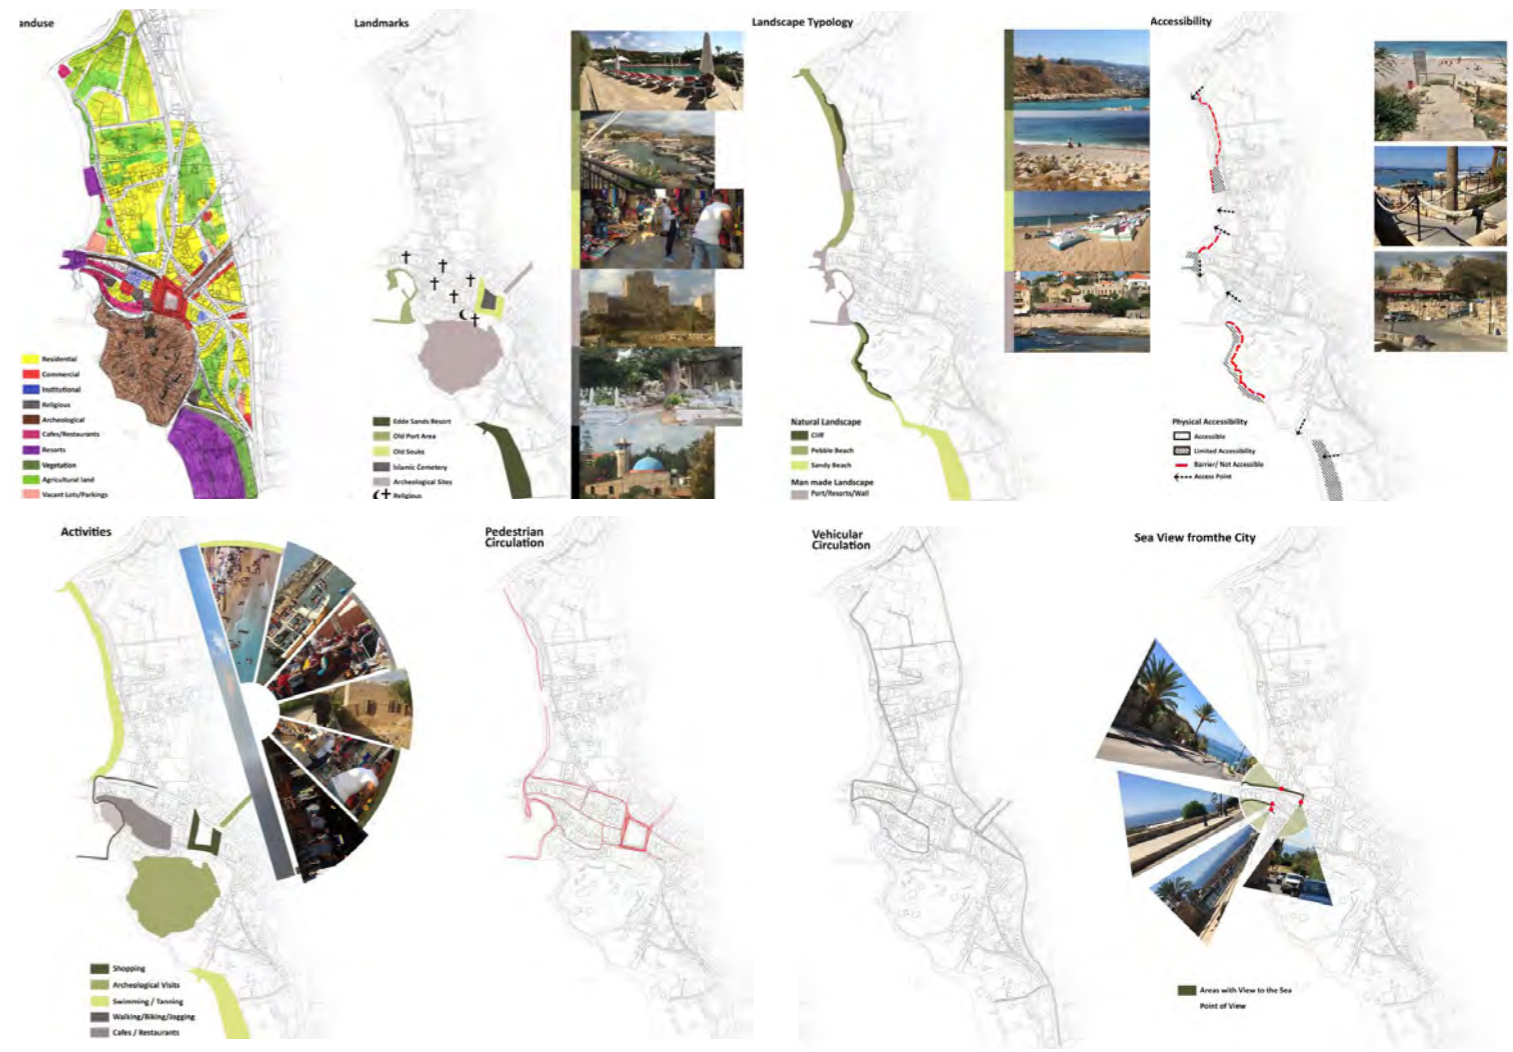 anduse
Landmarks
Landscape Typology
Accessibility
Residential
Commercial
Institutional
Religious
Archeological
Cafes/Restaurants
Resorts
Vegetation
Agricultural land
Vacant Lots/Parkings
Edde Sands Resort
Old Port Area
Old Souks
Islamic Cemetery
Archeological Sites
Religious
Natural Landscape
Cliff
Pebble Beach
Sandy Beach
Man made Landscape
Port/Resorts/Wall
Physical Accessibility
Accessible
Limited Accessibility
Barrier/ Not Accessible
Access Point
Activities
Pedestrian
Circulation
Vehicular
Circulation
Sea View fromthe City
Shopping
Archeological Visits
Swimming / Tanning
Walking/Biking/Jogging
Cafes / Restaurants
Areas with View to the Sea
Point of View